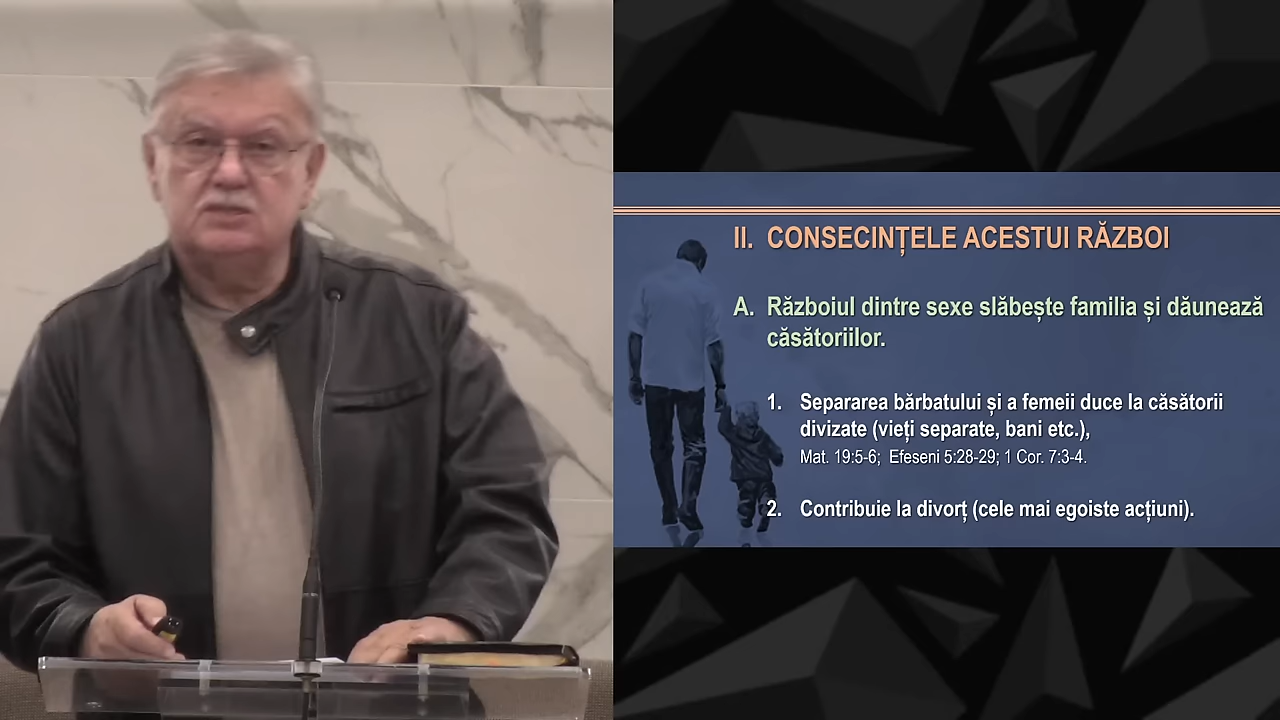 II. CONSECINȚELE ACESTUI RĂZBOI
A. Războiul dintre sexe slăbește familia și dăunează
căsătoriilor.
1. Separarea bărbatului și a femeii duce la căsătorii
divizate (vieți separate, bani etc.),
Mat. 19:5-6; Efeseni 5:28-29; 1 Cor. 7:3-4.
2. Contribuie la divorț (cele mai egoiste acțiuni).